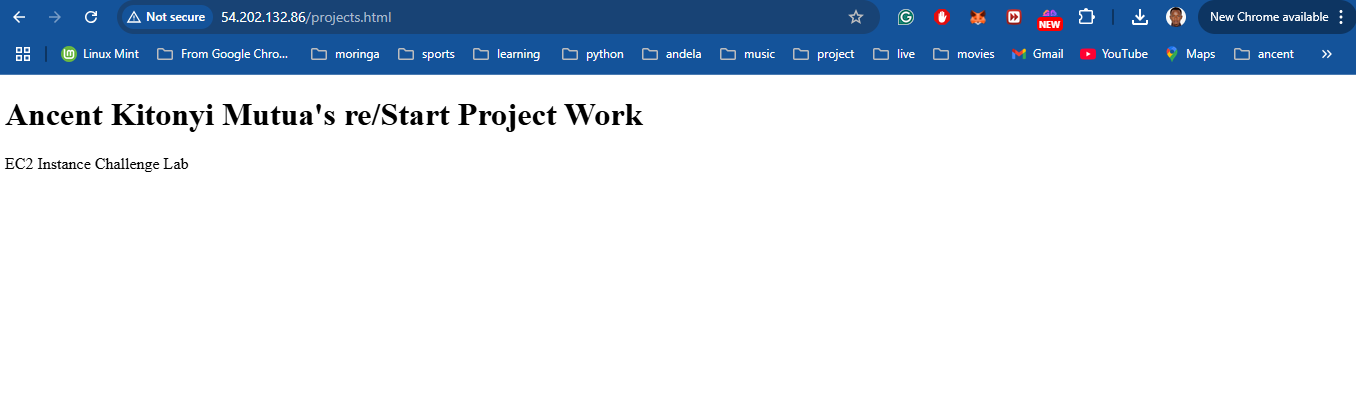 Not secure 54.202.132.86/projects.html New Chrome available
NEW
Linux Mint From Google Chro... moringa sports learning python andela music project live movies Gmail YouTube Maps ancent »
Ancent Kitonyi Mutua's re/Start Project Work
EC2 Instance Challenge Lab